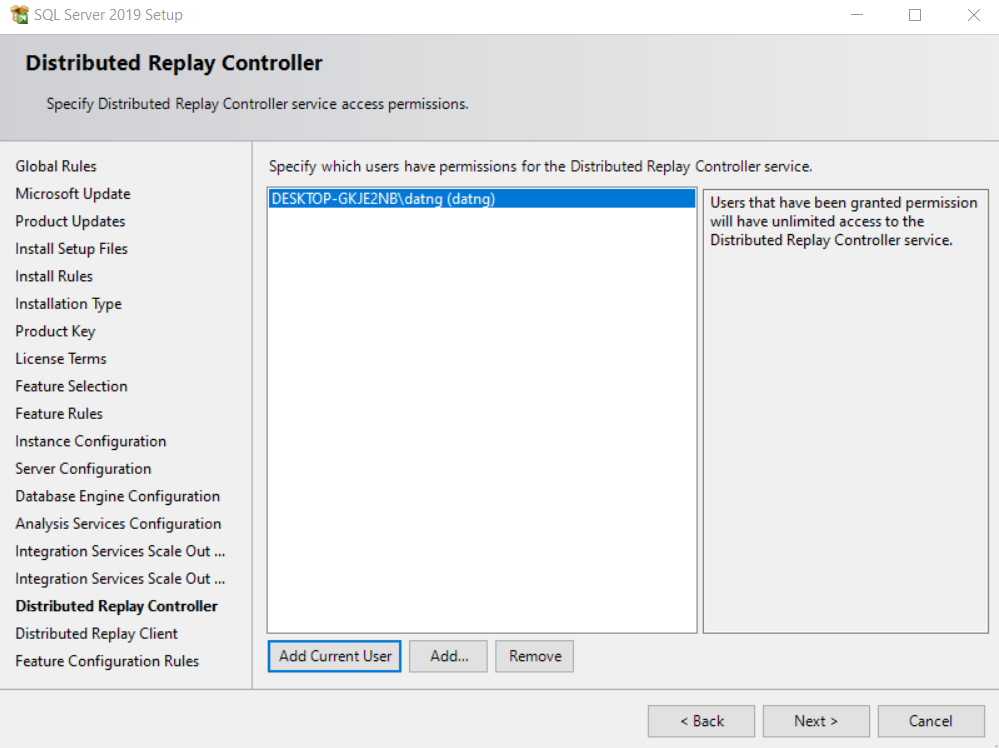 SQL Server 2019 Setup
Distributed Replay Controller
Specify Distributed Replay Controller service access permissions.
Global Rules
Microsoft Update
Product Updates
Install Setup Files
Install Rules
Installation Type
Product Key
License Terms
Feature Selection
Feature Rules
Instance Configuration
Server Configuration
Database Engine Configuration
Analysis Services Configuration
Integration Services Scale Out ...
Integration Services Scale Out ...
Distributed Replay Controller
Distributed Replay Client
Feature Configuration Rules
Specify which users have permissions for the Distributed Replay Controller service.
DESKTOP-GKJE2NB\datng (datng)
Users that have been granted permission
will have unlimited access to the
Distributed Replay Controller service.
Add Current User
Add...
Remove
< Back
Next >
Cancel